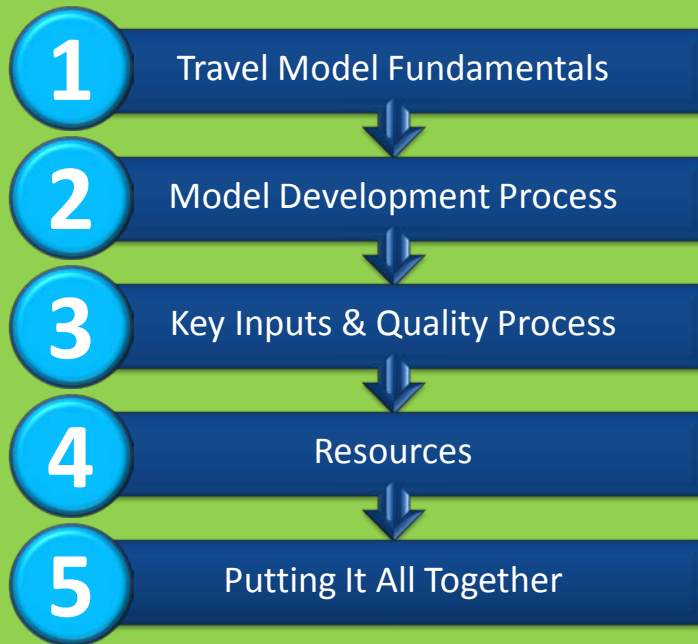 1 Travel Model Fundamentals
2 Model Development Process
3 Key Inputs & Quality Process
4 Resources
5 Putting It All Together